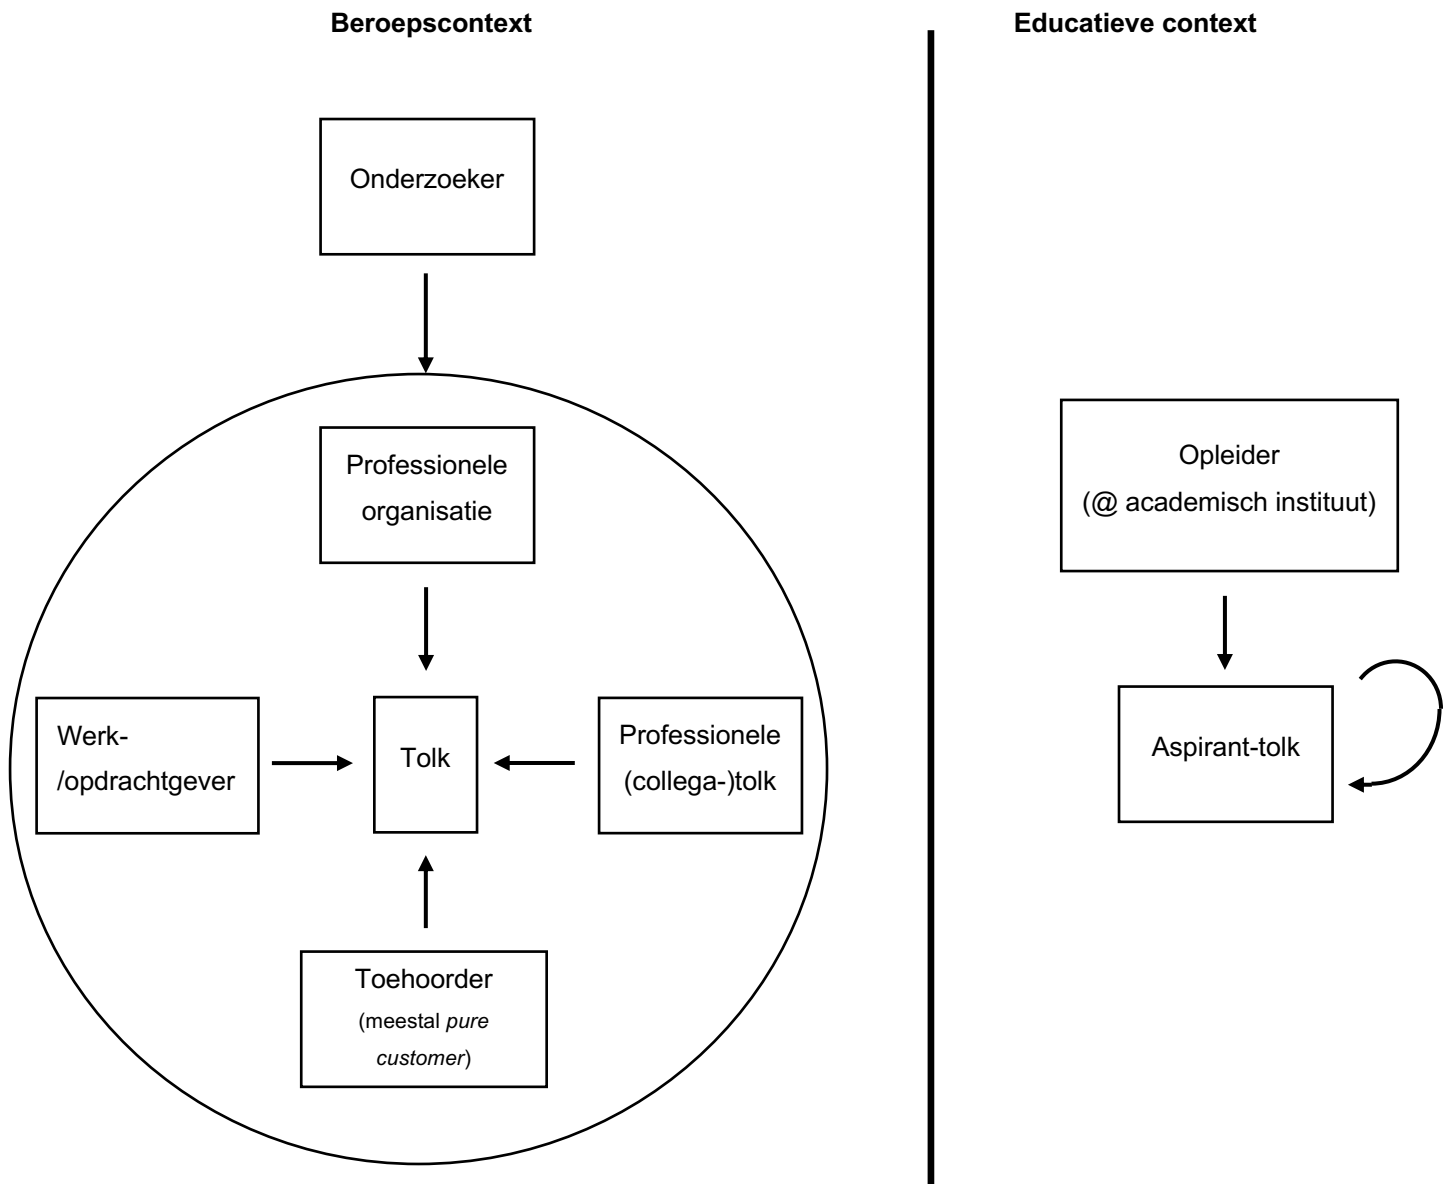 Beroepscontext
Educatieve context
Onderzoeker
Professionele
organisatie
Werk-
/opdrachtgever
Tolk
Professionele
(collega-)tolk
Toehoorder
(meestal pure
customer)
Opleider
(@ academisch instituut)
Aspirant-tolk